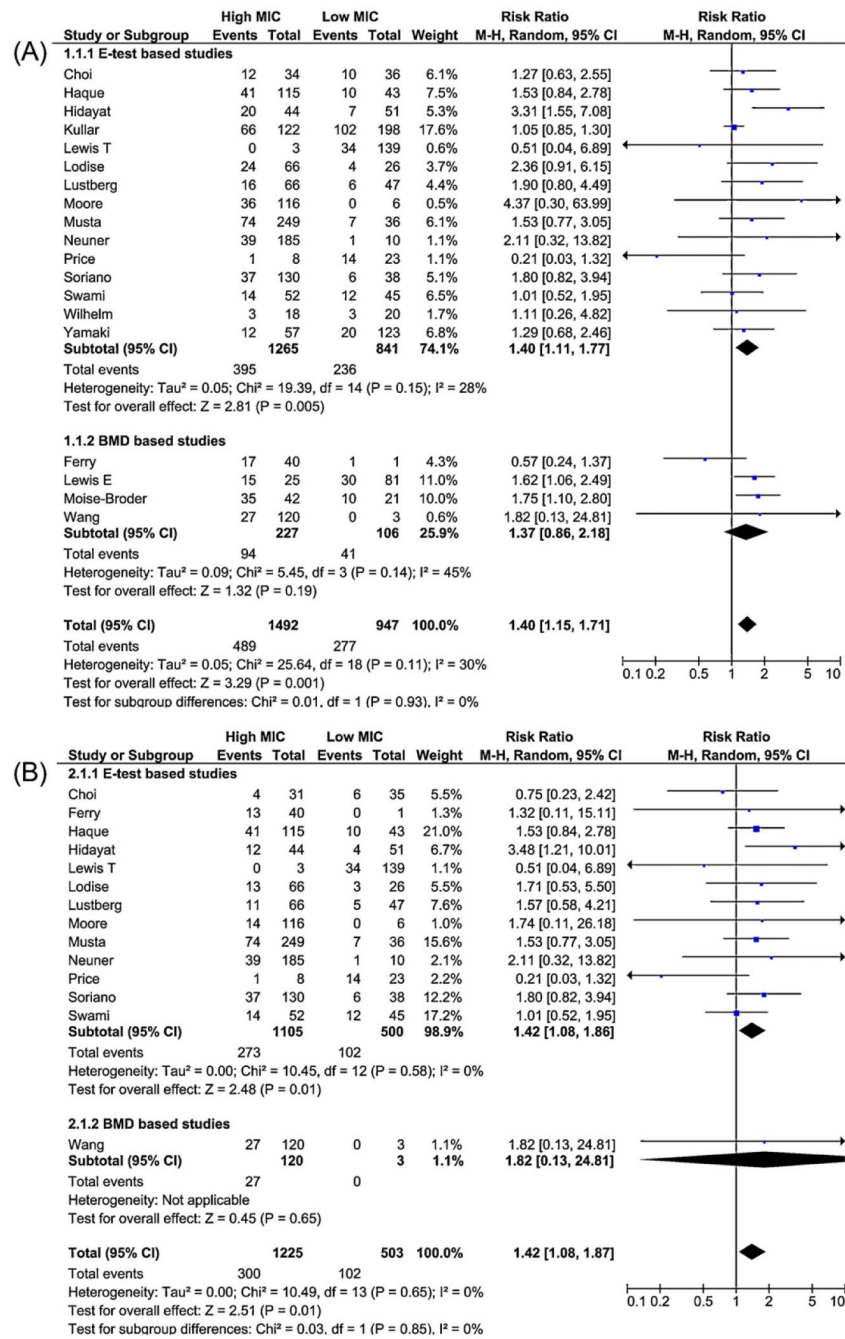 (A)
High MIC Low MIC Risk Ratio Risk Ratio
Study or Subgroup Events Total Events Total Weight M-H, Random, 95% CI M-H, Random, 95% CI
1.1.1 E-test based studies
Choi 12 34 10 36 6.1% 1.27 [0.63, 2.55]
Haque 41 115 10 43 7.5% 1.53 [0.84, 2.78]
Hidayat 20 44 7 51 5.3% 3.31 [1.55, 7.08]
Kullar 66 122 102 198 17.6% 1.05 [0.85, 1.30]
Lewis T 0 3 34 139 0.6% 0.51 [0.04, 6.89]
Lodise 24 66 4 26 5.8% 2.36 [0.91, 6.15]
Lustberg 16 66 6 47 4.4% 1.90 [0.80, 4.49]
Moore 36 116 0 6 0.5% 4.37 [0.30, 63.99]
Musta 74 249 7 36 6.1% 1.53 [0.77, 3.05]
Neuner 39 185 1 10 1.1% 2.11 [0.32, 13.82]
Price 1 8 14 23 1.7% 0.21 [0.03, 1.32]
Soriano 37 130 6 38 5.1% 1.80 [0.82, 3.94]
Swami 14 52 12 45 6.5% 1.01 [0.52, 1.95]
Wilhelm 3 18 3 20 1.7% 1.11 [0.26, 4.82]
Yamaki 12 57 20 123 6.8% 1.29 [0.68, 2.46]
Subtotal (95% CI) 1265 841 74.1% 1.40 [1.11, 1.77]
Total events 395 236
Heterogeneity: Tau² = 0.05; Chi² = 19.39, df = 14 (P = 0.15); I² = 28%
Test for overall effect: Z = 2.81 (P = 0.005)
1.1.2 BMD based studies
Ferry 17 40 1 1 4.3% 0.57 [0.24, 1.37]
Lewis E 15 25 30 81 11.0% 1.62 [1.06, 2.49]
Moise-Broder 35 42 10 21 10.0% 1.75 [1.10, 2.80]
Wang 27 120 0 3 0.6% 1.82 [0.13, 24.81]
Subtotal (95% CI) 227 106 25.9% 1.37 [0.86, 2.18]
Total events 94 41
Heterogeneity: Tau² = 0.09; Chi² = 5.45, df = 3 (P = 0.14); I² = 45%
Test for overall effect: Z = 1.32 (P = 0.19)
Total (95% CI) 1492 947 100.0% 1.40 [1.15, 1.71]
Total events 489 277
Heterogeneity: Tau² = 0.05; Chi² = 25.64, df = 18 (P = 0.11); I² = 30%
Test for overall effect: Z = 3.29 (P = 0.001)
Test for subgroup differences: Chi² = 0.01, df = 1 (P = 0.93), I² = 0%
0.1 0.2 0.5 1 2 5 10
(B)
High MIC Low MIC Risk Ratio Risk Ratio
Study or Subgroup Events Total Events Total Weight M-H, Random, 95% CI M-H, Random, 95% CI
2.1.1 E-test based studies
Choi 4 31 6 35 5.5% 0.75 [0.23, 2.42]
Ferry 13 40 0 1 1.3% 1.32 [0.11, 15.11]
Haque 41 115 10 43 21.0% 1.53 [0.84, 2.78]
Hidayat 12 44 4 51 6.7% 3.48 [1.21, 10.01]
Lewis T 0 3 34 139 1.1% 0.51 [0.04, 6.89]
Lodise 13 66 3 26 5.5% 1.71 [0.53, 5.50]
Lustberg 11 66 5 47 7.6% 1.57 [0.58, 4.21]
Moore 14 116 0 6 1.0% 1.74 [0.11, 26.18]
Musta 74 249 7 36 15.6% 1.53 [0.77, 3.05]
Neuner 39 185 1 10 2.1% 2.11 [0.32, 13.82]
Price 1 8 14 23 2.2% 0.21 [0.03, 1.32]
Soriano 37 130 6 38 12.2% 1.80 [0.82, 3.94]
Swami 14 52 12 45 17.2% 1.01 [0.52, 1.95]
Subtotal (95% CI) 1105 500 98.9% 1.42 [1.08, 1.86]
Total events 273 102
Heterogeneity: Tau² = 0.00; Chi² = 10.45, df = 12 (P = 0.58); I² = 0%
Test for overall effect: Z = 2.48 (P = 0.01)
2.1.2 BMD based studies
Wang 27 120 0 3 1.1% 1.82 [0.13, 24.81]
Subtotal (95% CI) 120 3 1.1% 1.82 [0.13, 24.81]
Total events 27 0
Heterogeneity: Not applicable
Test for overall effect: Z = 0.45 (P = 0.65)
Total (95% CI) 1225 503 100.0% 1.42 [1.08, 1.87]
Total events 300 102
Heterogeneity: Tau² = 0.00; Chi² = 10.49, df = 13 (P = 0.65); I² = 0%
Test for overall effect: Z = 2.51 (P = 0.01)
Test for subgroup differences: Chi² = 0.03, df = 1 (P = 0.85), I² = 0%
0.1 0.2 0.5 1 2 5 10